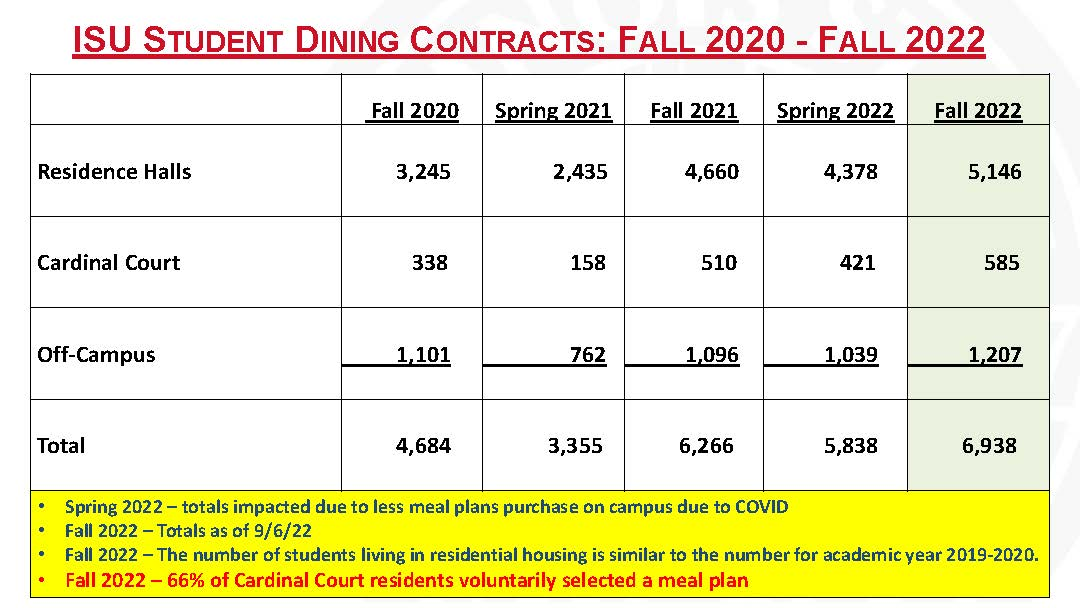 ISU STUDENT DINING CONTRACTS: FALL 2020 - FALL 2022
Fall 2020 Spring 2021 Fall 2021 Spring 2022 Fall 2022
Residence Halls 3,245 2,435 4,660 4,378 5,146
Cardinal Court 338 158 510 421 585
Off-Campus 1,101 762 1,096 1,039 1,207
Total 4,684 3,355 6,266 5,838 6,938
• Spring 2022 – totals impacted due to less meal plans purchase on campus due to COVID
• Fall 2022 – Totals as of 9/6/22
• Fall 2022 – The number of students living in residential housing is similar to the number for academic year 2019-2020.
• Fall 2022 – 66% of Cardinal Court residents voluntarily selected a meal plan